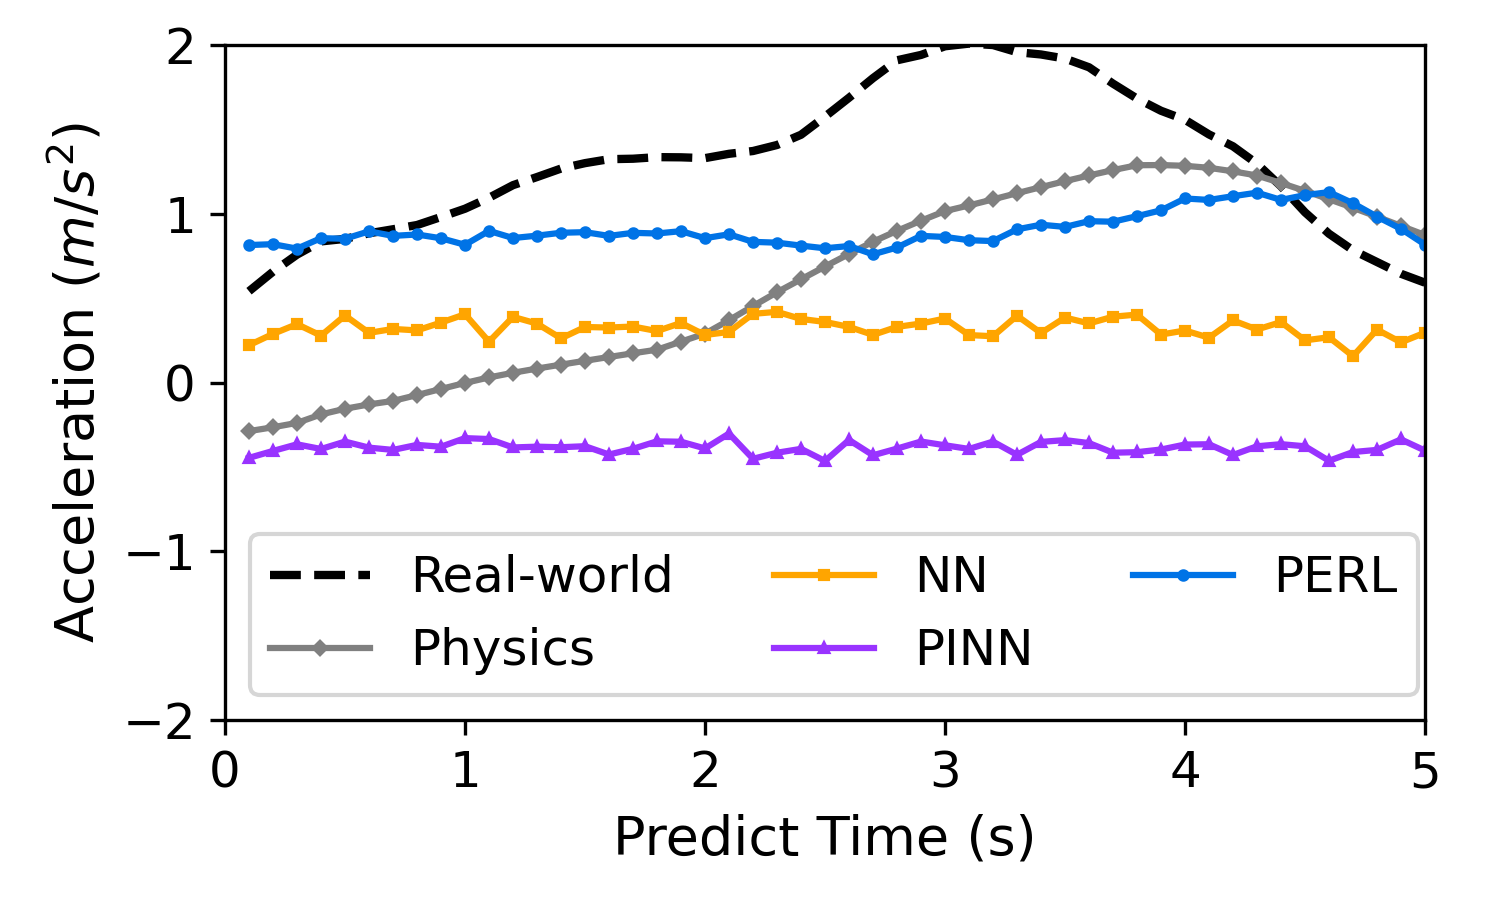 2
1
0
−1
−2
Acceleration (m/s²)
Real-world
NN
PERL
Physics
PINN
0 1 2 3 4 5
Predict Time (s)